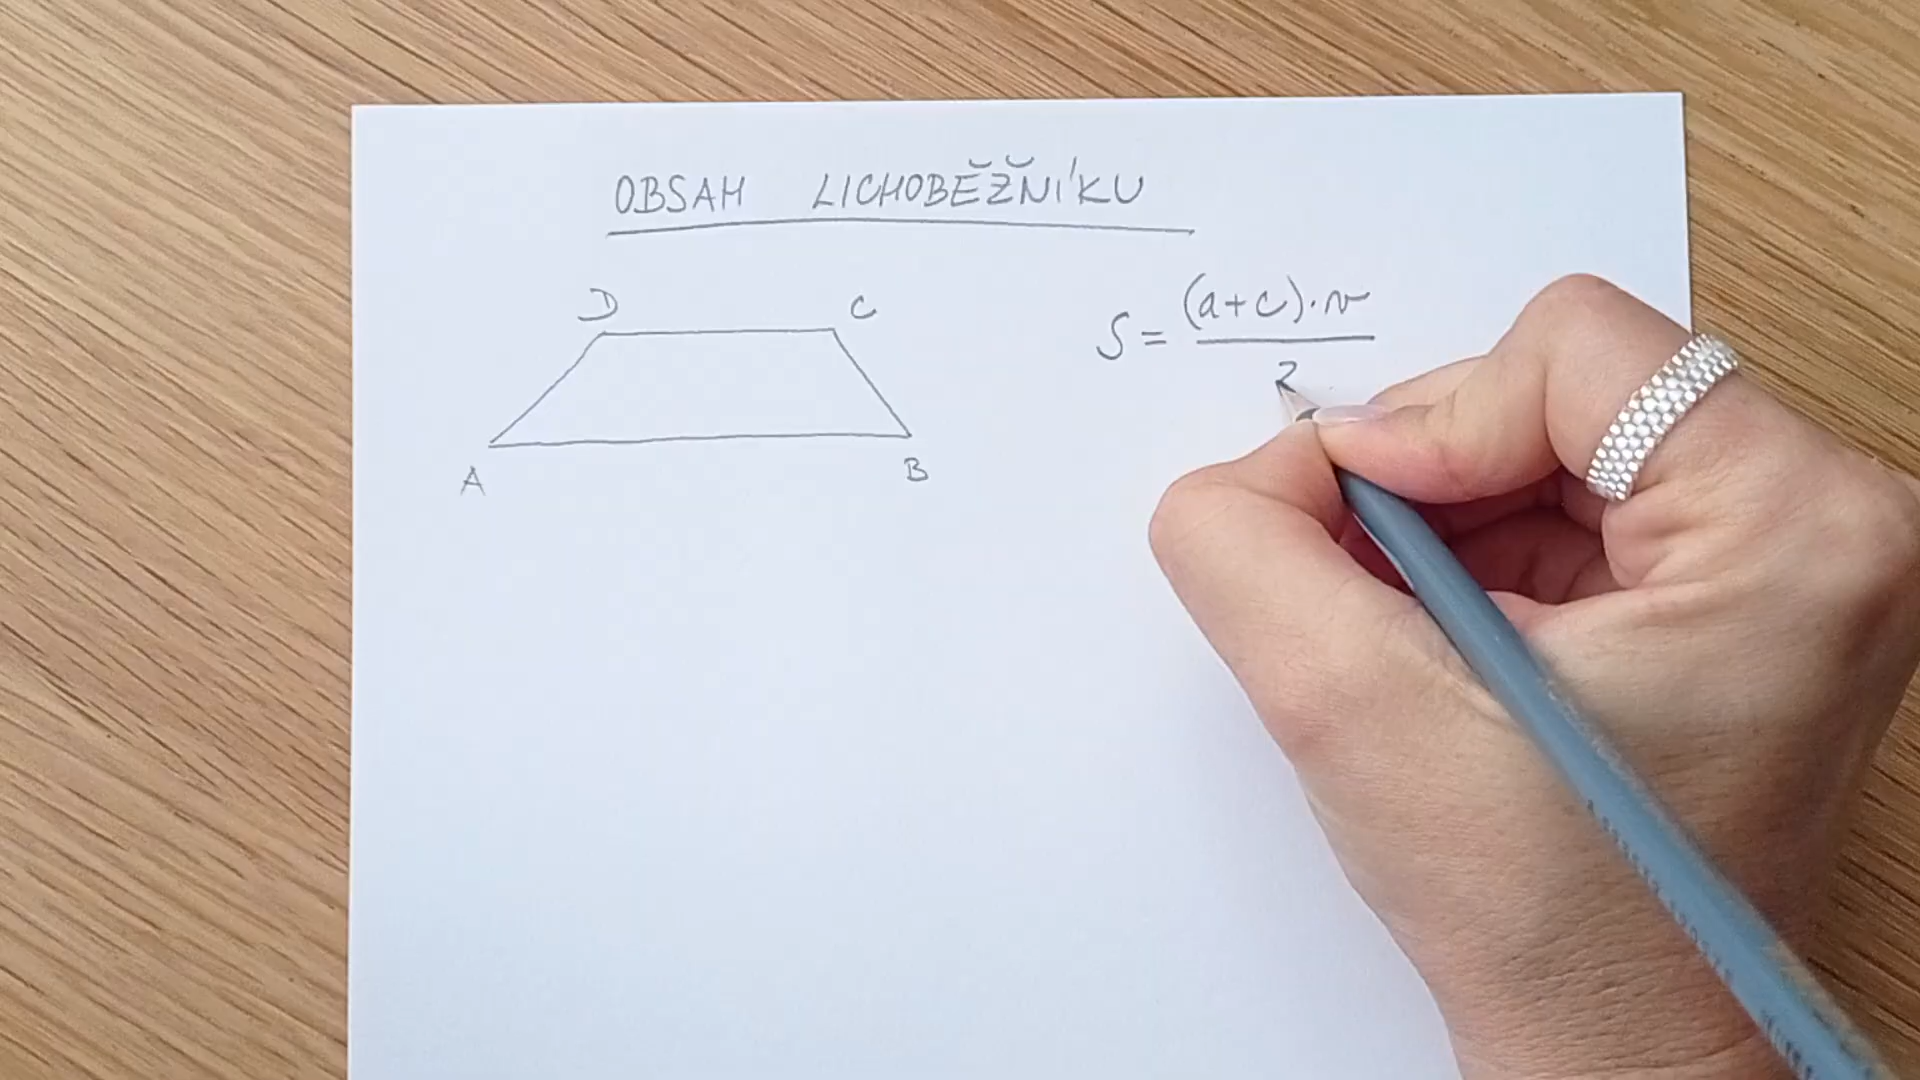 OBSAH LICHOBĚŽNÍKU
D C
S = (a+c)·v / 2
A B